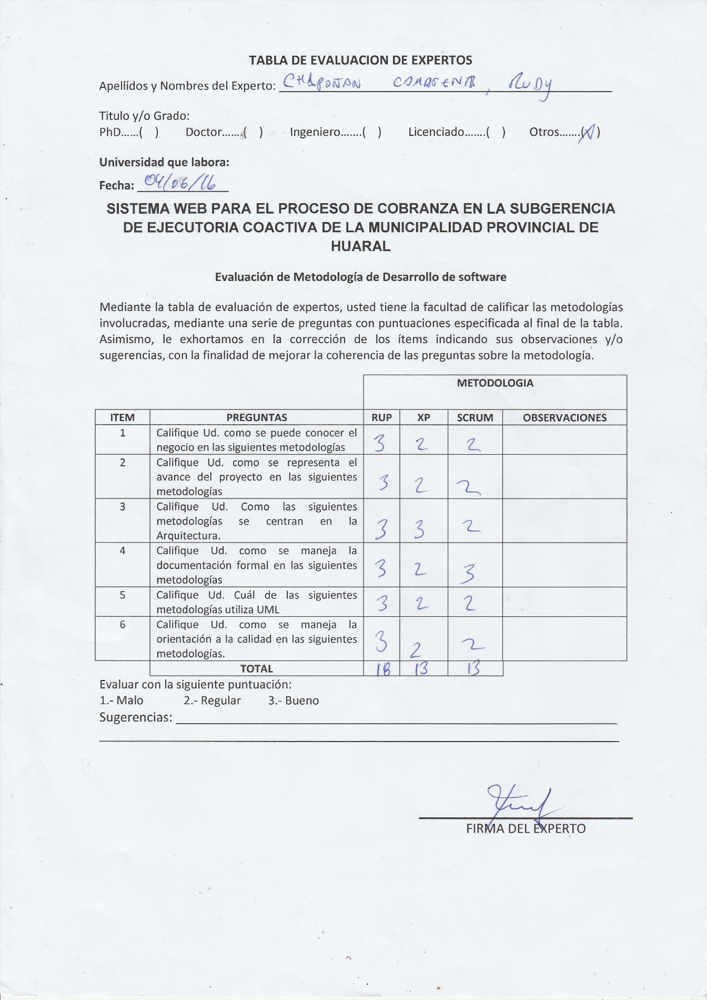 TABLA DE EVALUACION DE EXPERTOS
Apellidos y Nombres del Experto: CHAPOÑAN CAMARENA, RUDY
Titulo y/o Grado:
PhD......( ) Doctor.......( ) Ingeniero.......( ) Licenciado.......( ) Otros.......(X)
Universidad que labora:
Fecha: 04/06/16
SISTEMA WEB PARA EL PROCESO DE COBRANZA EN LA SUBGERENCIA
DE EJECUTORIA COACTIVA DE LA MUNICIPALIDAD PROVINCIAL DE
HUARAL
Evaluación de Metodología de Desarrollo de software
Mediante la tabla de evaluación de expertos, usted tiene la facultad de calificar las metodologías
involucradas, mediante una serie de preguntas con puntuaciones especificada al final de la tabla.
Asimismo, le exhortamos en la corrección de los ítems indicando sus observaciones y/o
sugerencias, con la finalidad de mejorar la coherencia de las preguntas sobre la metodología.
METODOLOGIA
ITEM PREGUNTAS RUP XP SCRUM OBSERVACIONES
1 Califique Ud. como se puede conocer el
negocio en las siguientes metodologías 3 2 2
2 Califique Ud. como se representa el
avance del proyecto en las siguientes
metodologías 3 2 2
3 Califique Ud. Como las siguientes
metodologías se centran en la
Arquitectura. 3 3 2
4 Califique Ud. como se maneja la
documentación formal en las siguientes
metodologías 3 2 3
5 Califique Ud. Cuál de las siguientes
metodologías utiliza UML 3 2 2
6 Califique Ud. como se maneja la
orientación a la calidad en las siguientes
metodologías. 3 2 2
TOTAL 18 13 13
Evaluar con la siguiente puntuación:
1.- Malo 2.- Regular 3.- Bueno
Sugerencias:
FIRMA DEL EXPERTO